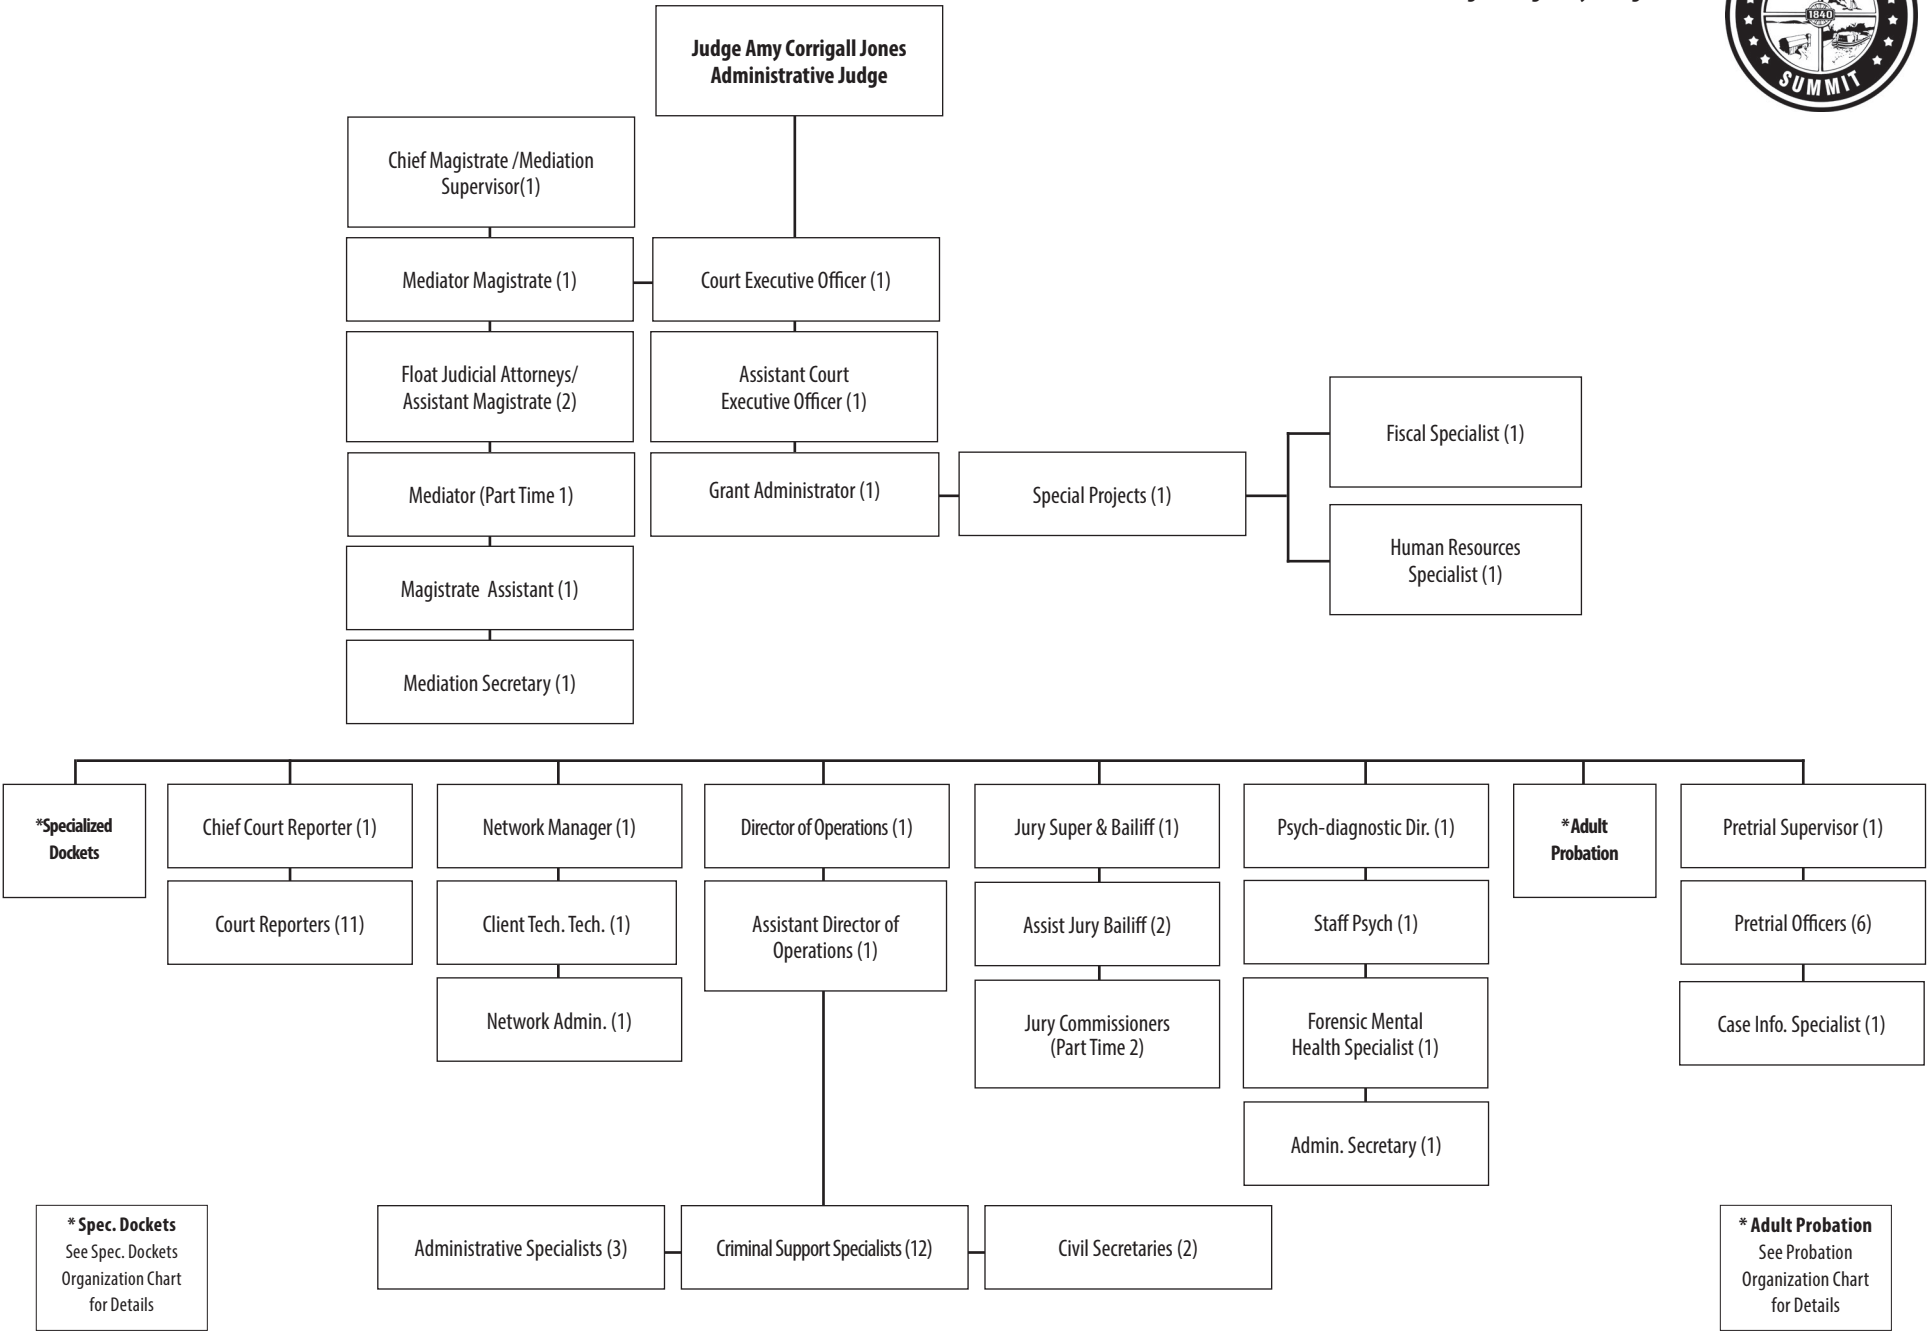 1840
SUMMIT
Judge Amy Corrigall Jones
Administrative Judge
Chief Magistrate /Mediation
Supervisor(1)
Mediator Magistrate (1)
Court Executive Officer (1)
Float Judicial Attorneys/
Assistant Magistrate (2)
Assistant Court
Executive Officer (1)
Fiscal Specialist (1)
Mediator (Part Time 1)
Grant Administrator (1)
Special Projects (1)
Human Resources
Specialist (1)
Magistrate Assistant (1)
Mediation Secretary (1)
*Specialized
Dockets
Chief Court Reporter (1)
Network Manager (1)
Director of Operations (1)
Jury Super & Bailiff (1)
Psych-diagnostic Dir. (1)
*Adult
Probation
Pretrial Supervisor (1)
Court Reporters (11)
Client Tech. Tech. (1)
Assistant Director of
Operations (1)
Assist Jury Bailiff (2)
Staff Psych (1)
Pretrial Officers (6)
Network Admin. (1)
Jury Commissioners
(Part Time 2)
Forensic Mental
Health Specialist (1)
Case Info. Specialist (1)
Admin. Secretary (1)
* Spec. Dockets
See Spec. Dockets
Organization Chart
for Details
Administrative Specialists (3)
Criminal Support Specialists (12)
Civil Secretaries (2)
* Adult Probation
See Probation
Organization Chart
for Details